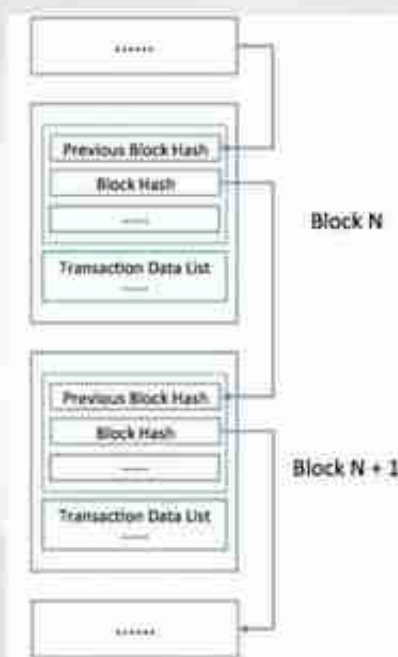 ......
Previous Block Hash
Block Hash
......
Transaction Data List
......
Block N
Previous Block Hash
Block Hash
......
Transaction Data List
......
Block N + 1
......